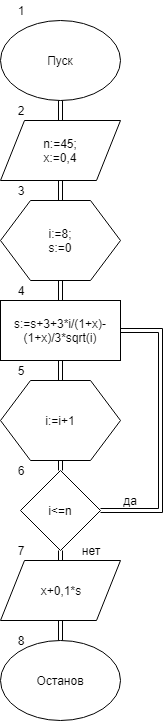 1
Пуск
2
n:=45;
x:=0,4
3
i:=8;
s:=0
4
s:=s+3+3*i/(1+x)-
(1+x)/3*sqrt(i)
5
i:=i+1
6
i<=n
да
7
нет
x+0,1*s
8
Останов